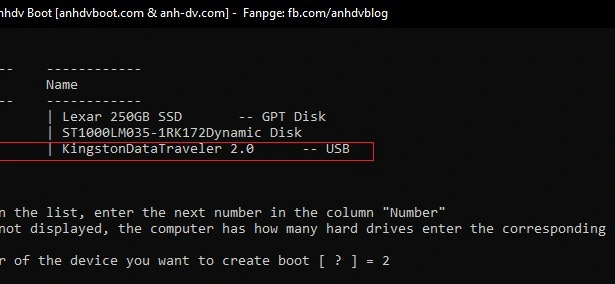 nhdv Boot [anhdvboot.com & anh-dv.com] -  Fanpge: fb.com/anhdvblog
-- ------------
Name
-- ------------
| Lexar 250GB SSD -- GPT Disk
| ST1000LM035-1RK172Dynamic Disk
| KingstonDataTraveler 2.0 -- USB
n the list, enter the next number in the column "Number"
not displayed, the computer has how many hard drives enter the corresponding
r of the device you want to create boot [ ? ] = 2